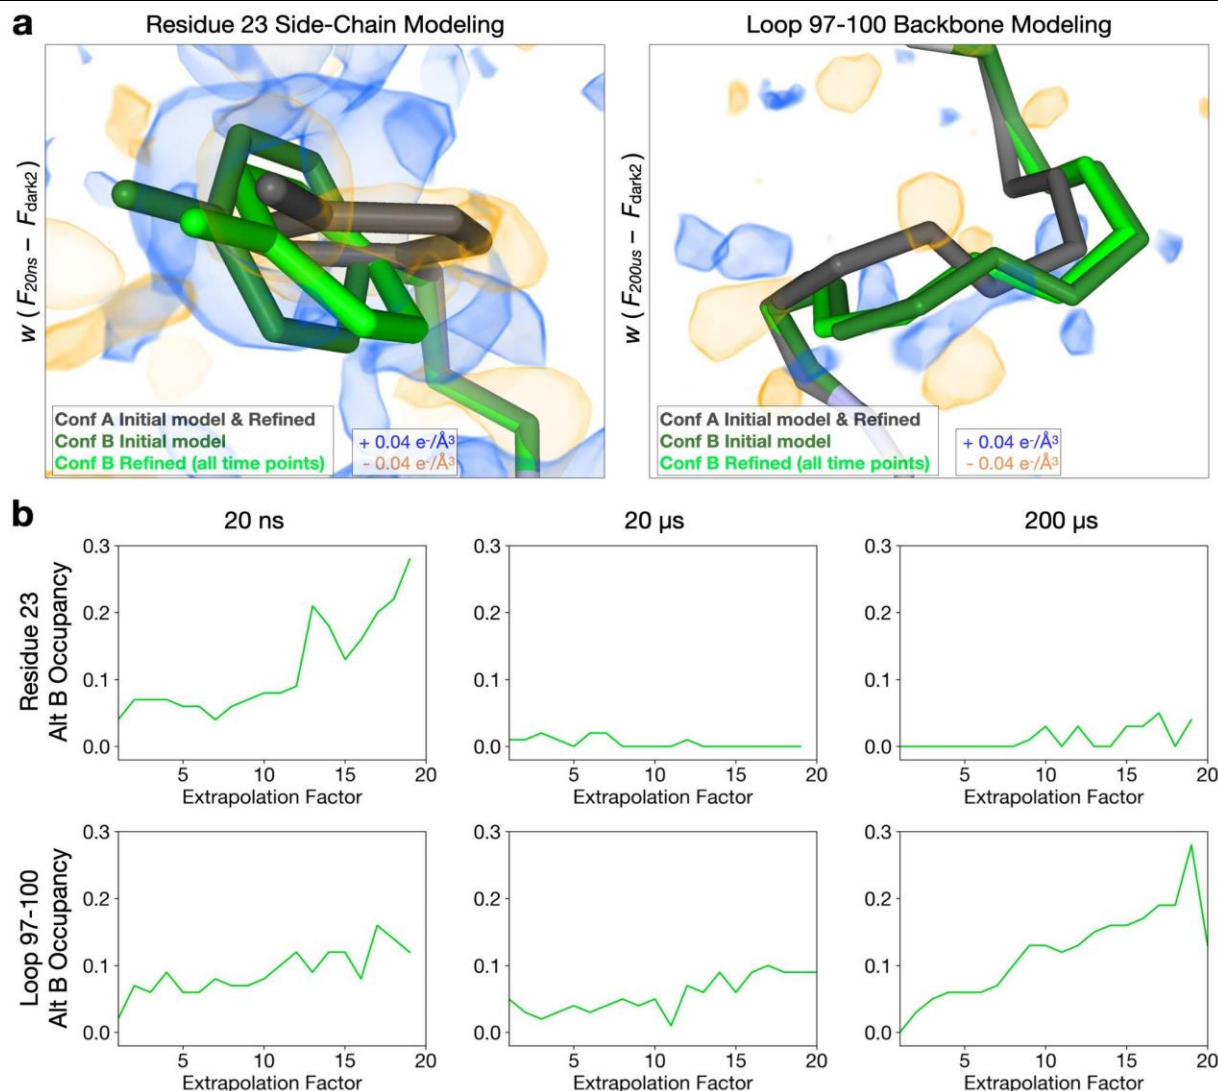 a
Residue 23 Side-Chain Modeling
Loop 97-100 Backbone Modeling
w ( F20ns − Fdark2)
w ( F200us − Fdark2)
Conf A Initial model & Refined
Conf B Initial model
Conf B Refined (all time points)
+ 0.04 e-/Å3
- 0.04 e-/Å3
Conf A Initial model & Refined
Conf B Initial model
Conf B Refined (all time points)
+ 0.04 e-/Å3
- 0.04 e-/Å3
b
20 ns
20 µs
200 µs
Residue 23
Alt B Occupancy
0.3
0.2
0.1
0.0
5 10 15 20
Extrapolation Factor
0.3
0.2
0.1
0.0
5 10 15 20
Extrapolation Factor
0.3
0.2
0.1
0.0
5 10 15 20
Extrapolation Factor
Loop 97-100
Alt B Occupancy
0.3
0.2
0.1
0.0
5 10 15 20
Extrapolation Factor
0.3
0.2
0.1
0.0
5 10 15 20
Extrapolation Factor
0.3
0.2
0.1
0.0
5 10 15 20
Extrapolation Factor